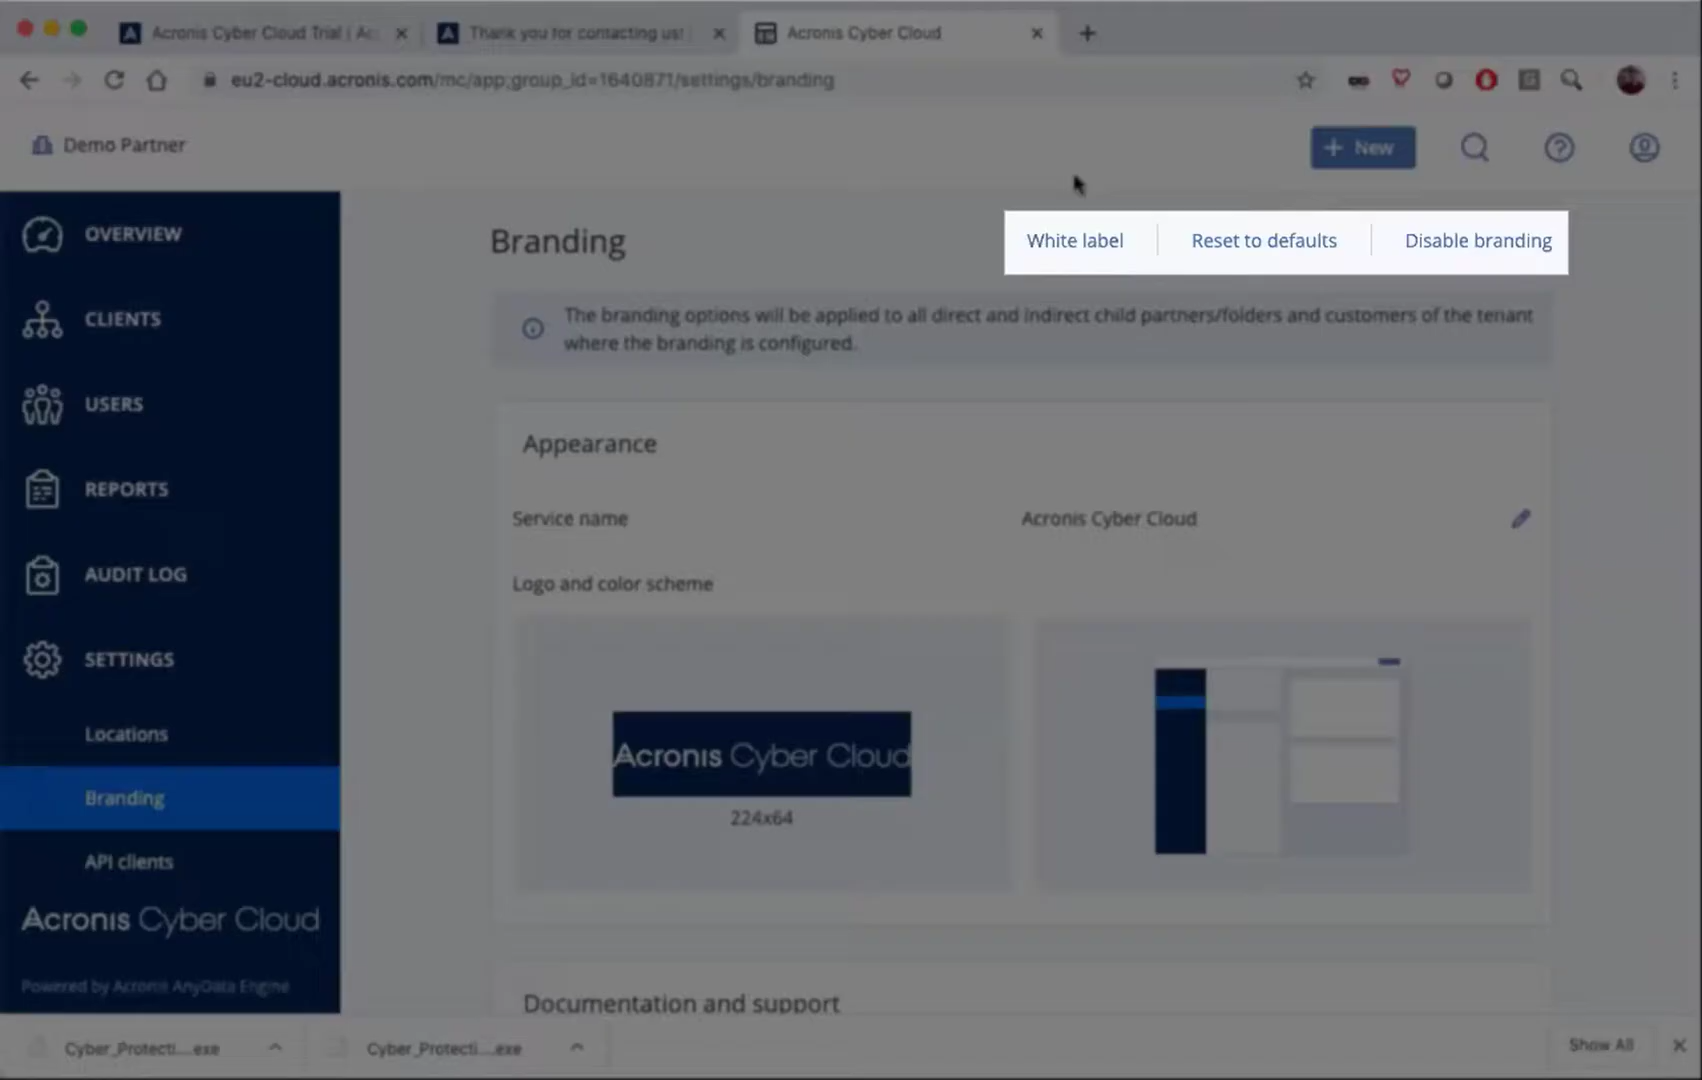 Acronis Cyber Cloud Trial | Ac
Thank you for contacting us!
Acronis Cyber Cloud
eu2-cloud.acronis.com/mc/app;group_id=1640871/settings/branding
Demo Partner
+ New
OVERVIEW
CLIENTS
USERS
REPORTS
AUDIT LOG
SETTINGS
Locations
Branding
API clients
Acronis Cyber Cloud
Powered by Acronis AnyData Engine
Branding
White label
Reset to defaults
Disable branding
The branding options will be applied to all direct and indirect child partners/folders and customers of the tenant
where the branding is configured.
Appearance
Service name
Acronis Cyber Cloud
Logo and color scheme
Acronis Cyber Cloud
224x64
Documentation and support
Cyber_Protecti....exe
Cyber_Protecti....exe
Show All